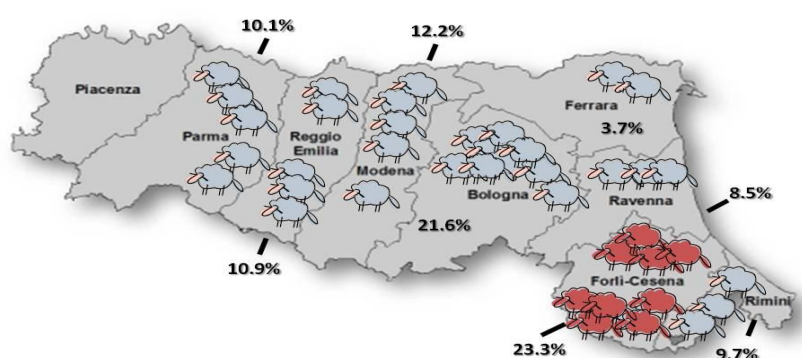 10.1%
12.2%
Piacenza
Ferrara
Parma
Reggio
Emilia
3.7%
Modena
Bologna
Ravenna
8.5%
21.6%
10.9%
Forlì-Cesena
Rimini
23.3%
9.7%